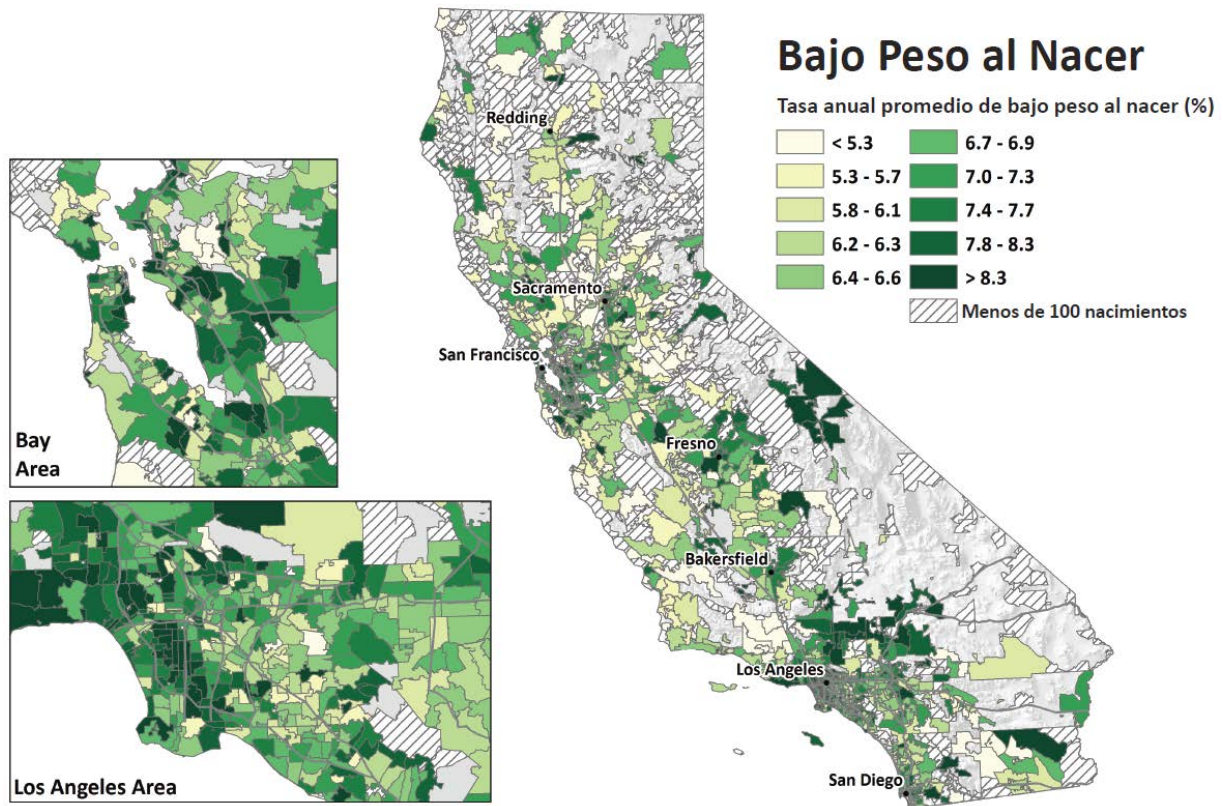 Bajo Peso al Nacer
Tasa anual promedio de bajo peso al nacer (%)
< 5.3
5.3 - 5.7
5.8 - 6.1
6.2 - 6.3
6.4 - 6.6
6.7 - 6.9
7.0 - 7.3
7.4 - 7.7
7.8 - 8.3
> 8.3
Menos de 100 nacimientos
Redding
Sacramento
San Francisco
Fresno
Bakersfield
Los Angeles
San Diego
Bay
Area
Los Angeles Area